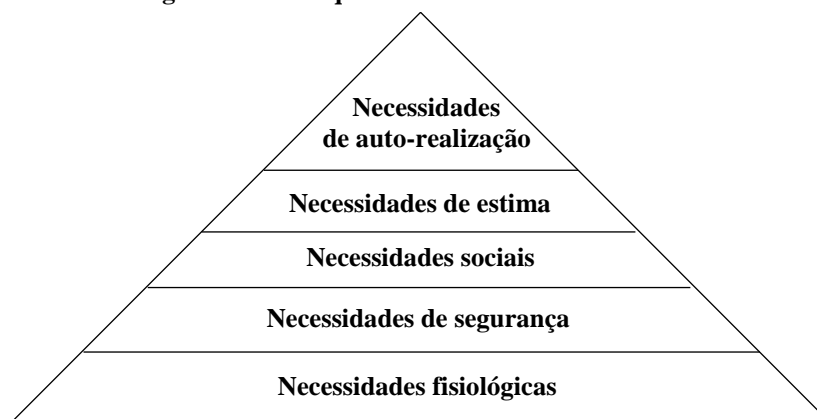 Necessidades
de auto-realização
Necessidades de estima
Necessidades sociais
Necessidades de segurança
Necessidades fisiológicas